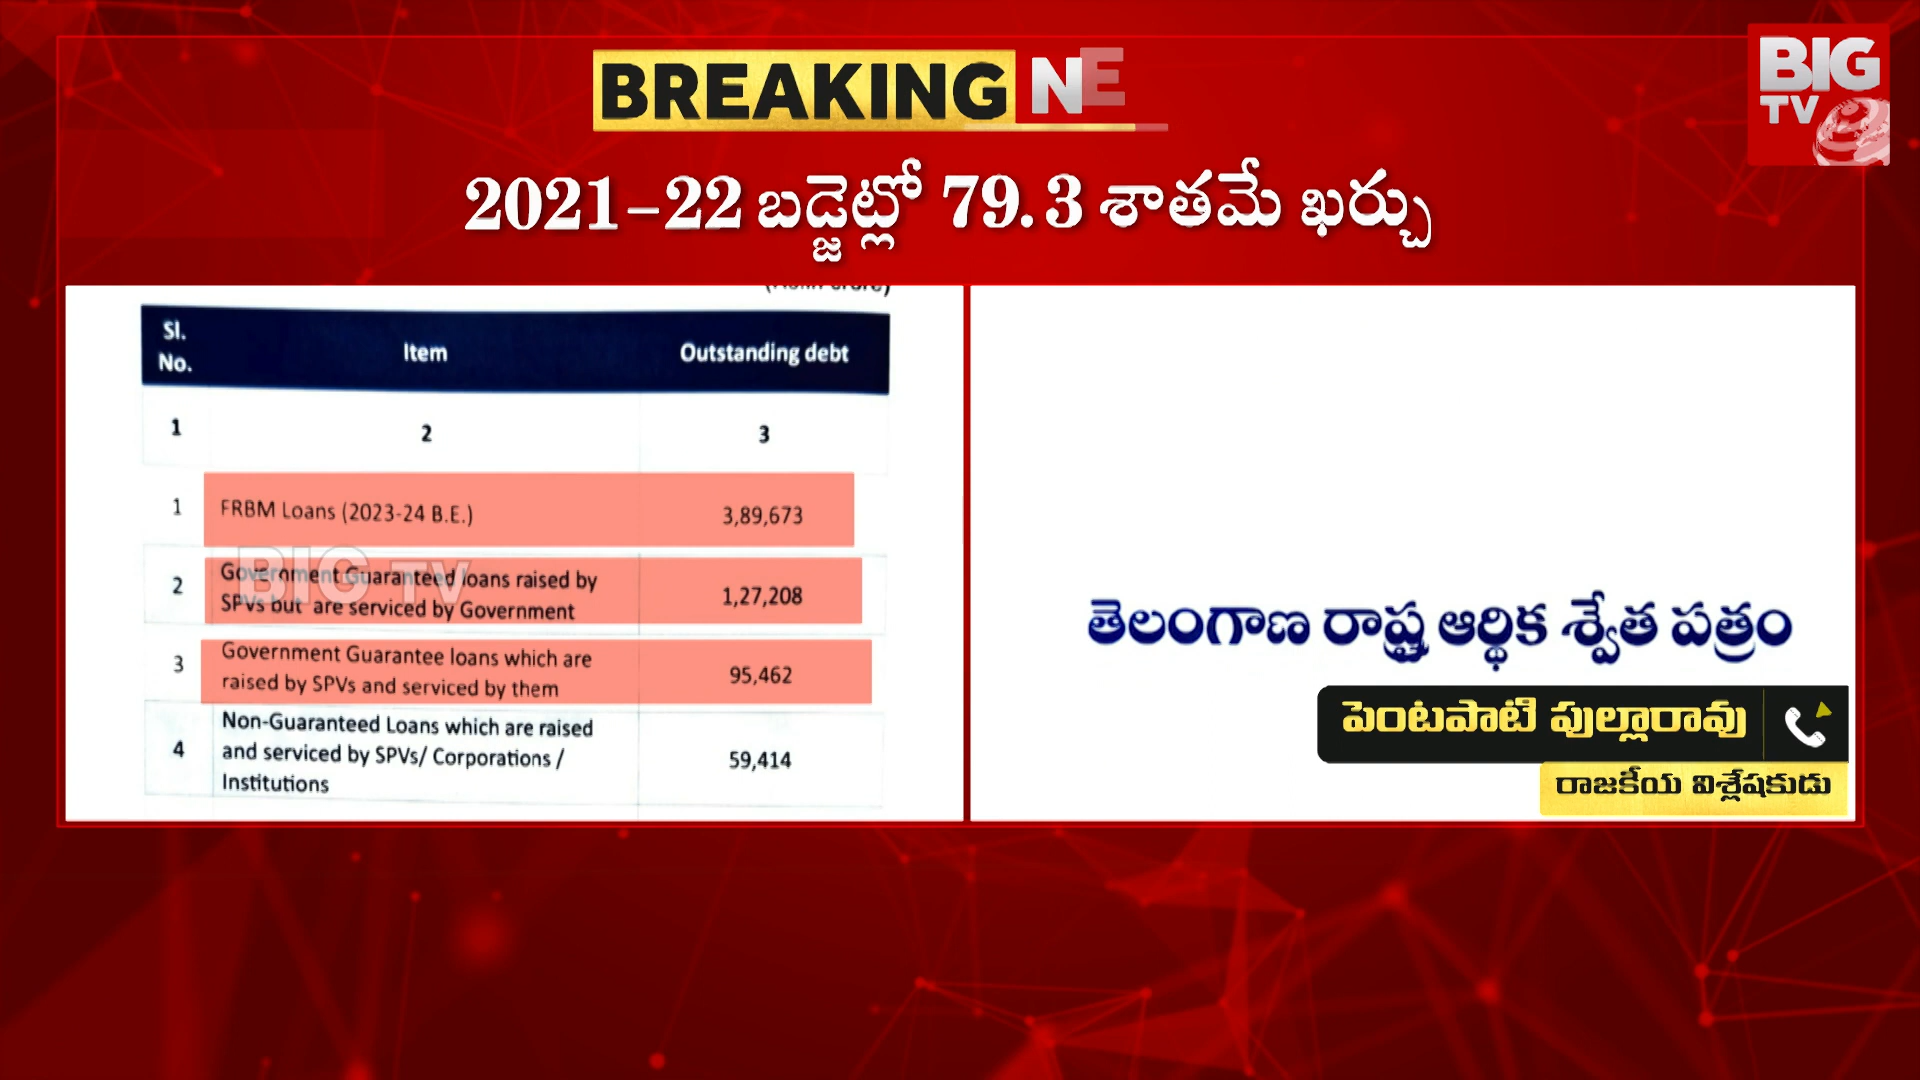 BREAKING NE
BIG
TV
2021-22 బడ్జెట్లో 79.3 శాతమే ఖర్చు
Sl.
No.
Item
Outstanding debt
1
2
3
1
FRBM Loans (2023-24 B.E.)
3,89,673
BIG TV
2
Government Guaranteed loans raised by
SPVs but are serviced by Government
1,27,208
3
Government Guarantee loans which are
raised by SPVs and serviced by them
95,462
4
Non-Guaranteed Loans which are raised
and serviced by SPVs/ Corporations /
Institutions
59,414
తెలంగాణ రాష్ట్ర ఆర్థిక శ్వేత పత్రం
పెంటపాటి పుల్లారావు
రాజకీయ విశ్లేషకుడు